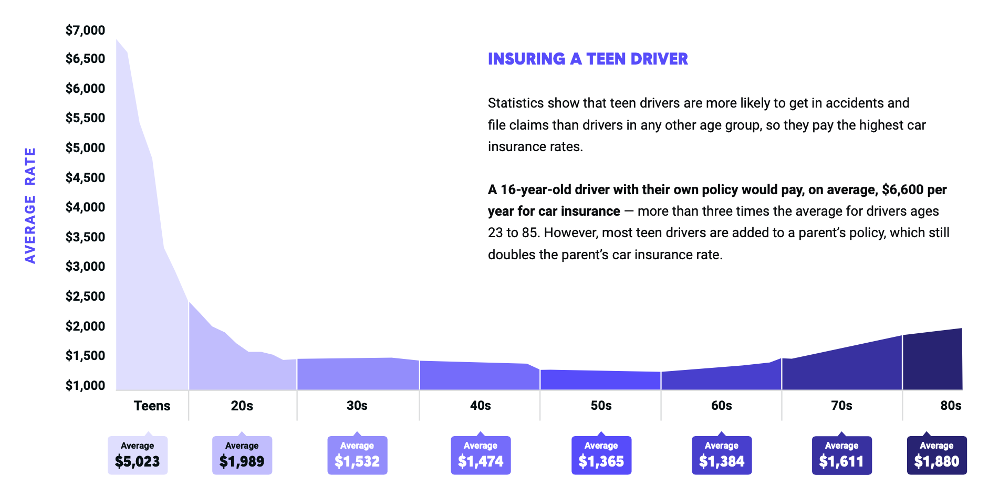 $7,000
$6,500
$6,000
$5,500
$5,000
$4,500
$4,000
$3,500
$3,000
$2,500
$2,000
$1,500
$1,000
AVERAGE RATE
INSURING A TEEN DRIVER
Statistics show that teen drivers are more likely to get in accidents and
file claims than drivers in any other age group, so they pay the highest car
insurance rates.
A 16-year-old driver with their own policy would pay, on average, $6,600 per
year for car insurance — more than three times the average for drivers ages
23 to 85. However, most teen drivers are added to a parent’s policy, which still
doubles the parent’s car insurance rate.
Teens 20s 30s 40s 50s 60s 70s 80s
Average Average Average Average Average Average Average Average
$5,023 $1,989 $1,532 $1,474 $1,365 $1,384 $1,611 $1,880